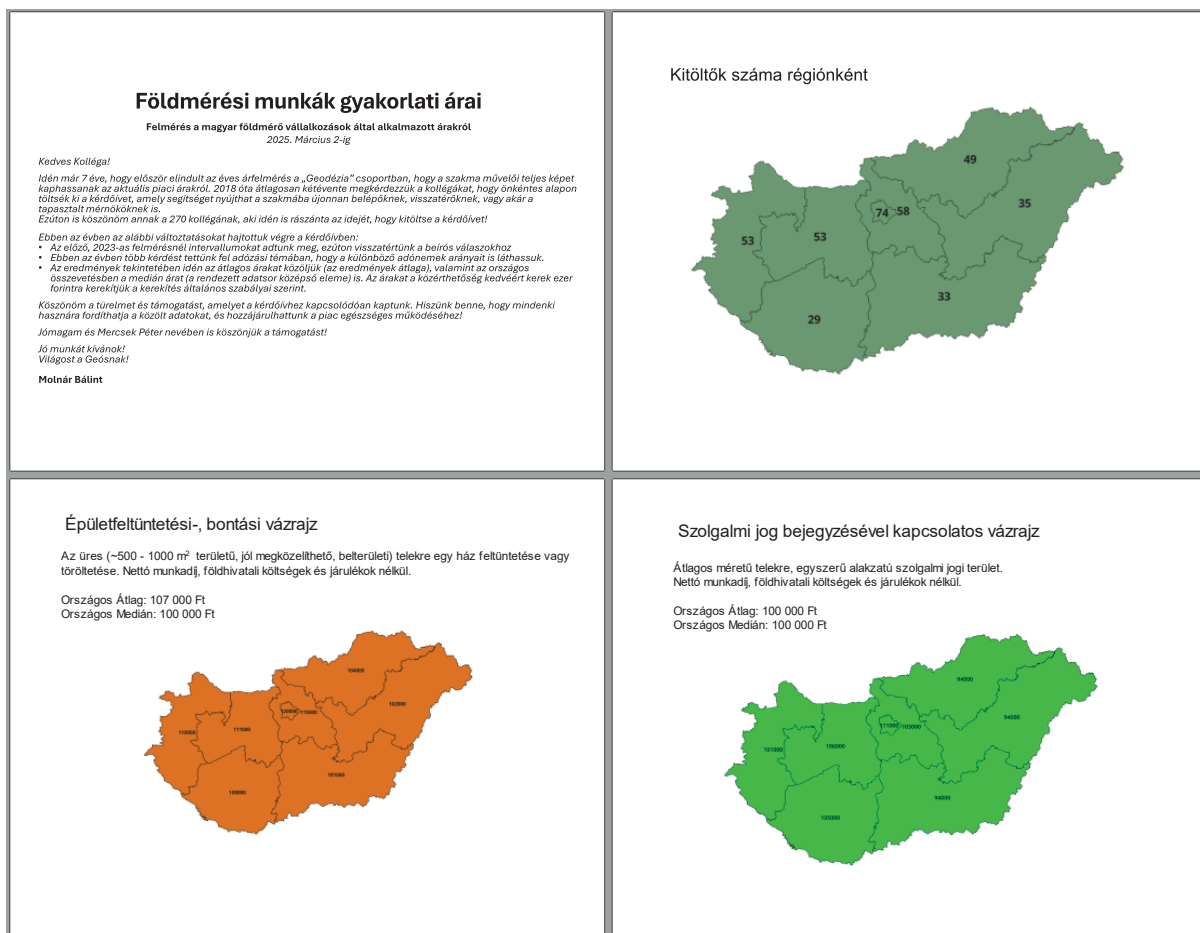 Földmérési munkák gyakorlati árai
Felmérés a magyar földmérő vállalkozások által alkalmazott árakról
2025. Március 2-ig
Kedves Kolléga!
Idén már 7 éve, hogy először elindult az éves árfelmérés a „Geodézia” csoportban, hogy a szakma művelői teljes képet
kaphassanak az aktuális piaci árakról. 2018 óta átlagosan kétévente megkérdezzük a kollégákat, hogy önkéntes alapon
töltsék ki a kérdőívet, amely segítséget nyújthat a szakmába újonnan belépőknek, visszatérőknek, vagy akár a
tapasztalt mérnököknek is.
Ezúton is köszönöm annak a 270 kollégának, aki idén is rászánta az idejét, hogy kitöltse a kérdőívet!
Ebben az évben az alábbi változtatásokat hajtottuk végre a kérdőívben:
• Az előző, 2023-as felmérésnél intervallumokat adtunk meg, ezúton visszatértünk a beírós válaszokhoz
• Ebben az évben több kérdést tettünk fel adózási témában, hogy a különböző adónemek arányait is láthassuk.
• Az eredmények tekintetében idén az átlagos árakat közöljük (az eredmények átlaga), valamint az országos
összevetésben a medián árat (a rendezett adatsor középső eleme) is. Az árakat a közérthetőség kedvéért kerek ezer
forintra kerekítjük a kerekítés általános szabályai szerint.
Köszönöm a türelmet és támogatást, amelyet a kérdőívhez kapcsolódóan kaptunk. Hiszünk benne, hogy mindenki
hasznára fordíthatja a közölt adatokat, és hozzájárulhattunk a piac egészséges működéséhez!
Jómagam és Mercsek Péter nevében is köszönjük a támogatást!
Jó munkát kívánok!
Világost a Geósnak!
Molnár Bálint
Kitöltők száma régiónként
49
35
74 58
53
53
33
29
Épületfeltüntetési-, bontási vázrajz
Az üres (~500 - 1000 m² területű, jól megközelíthető, belterületi) telekre egy ház feltüntetése vagy
töröltetése. Nettó munkadíj, földhivatali költségek és járulékok nélkül.
Országos Átlag: 107 000 Ft
Országos Medián: 100 000 Ft
104000
102000
111000
Szolgalmi jog bejegyzésével kapcsolatos vázrajz
Átlagos méretű telekre, egyszerű alakzatú szolgalmi jogi terület.
Nettó munkadíj, földhivatali költségek és járulékok nélkül.
Országos Átlag: 100 000 Ft
Országos Medián: 100 000 Ft
94000
94000
111000 103000
106000
101000
94000
105000